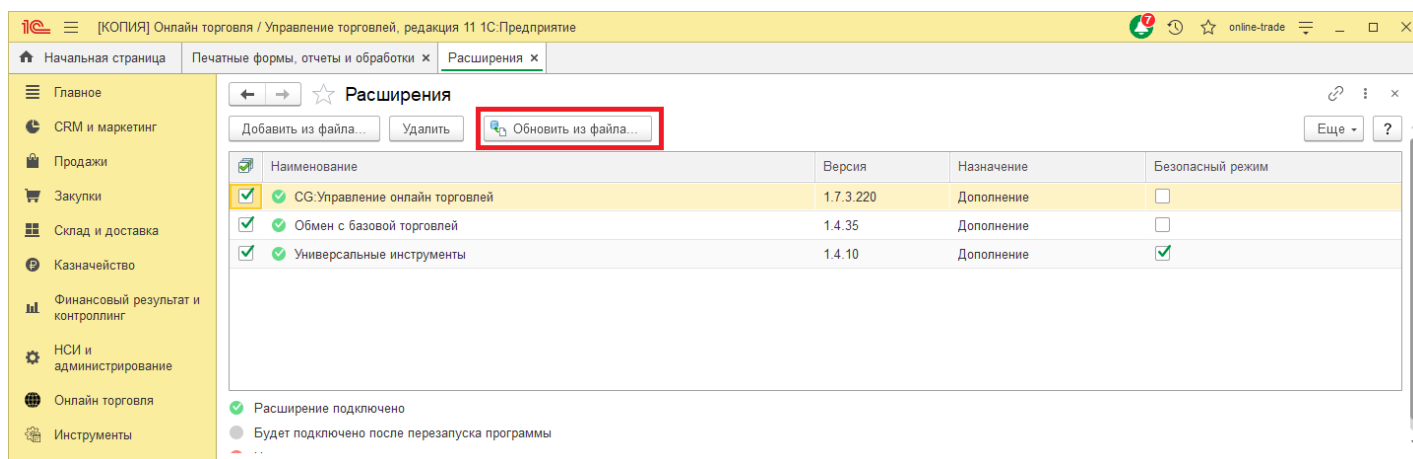 1С [КОПИЯ] Онлайн торговля / Управление торговлей, редакция 11 1С:Предприятие 7 online-trade
Начальная страница Печатные формы, отчеты и обработки × Расширения ×
Главное
CRM и маркетинг
Продажи
Закупки
Склад и доставка
Казначейство
Финансовый результат и
контроллинг
НСИ и
администрирование
Онлайн торговля
Инструменты
Расширения
Добавить из файла... Удалить Обновить из файла... Еще ?
Наименование Версия Назначение Безопасный режим
CG:Управление онлайн торговлей 1.7.3.220 Дополнение
Обмен с базовой торговлей 1.4.35 Дополнение
Универсальные инструменты 1.4.10 Дополнение
Расширение подключено
Будет подключено после перезапуска программы